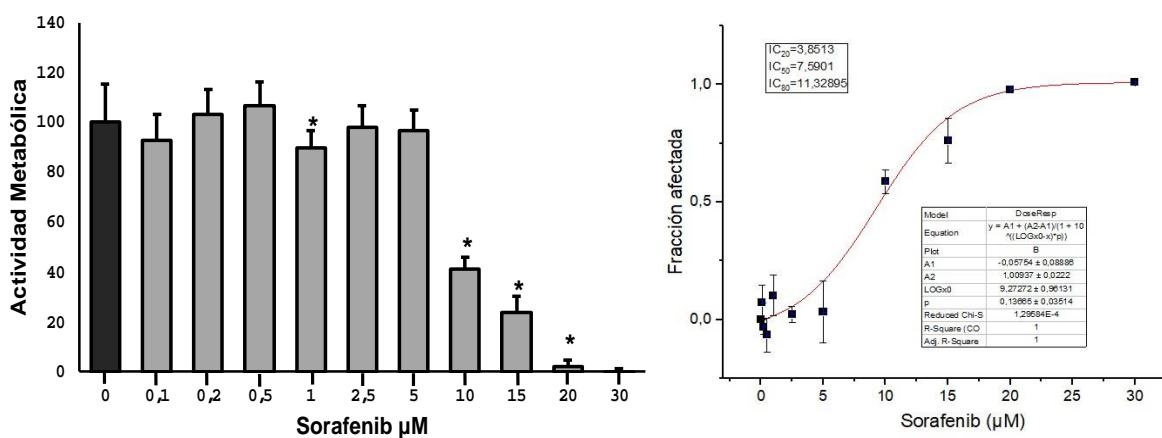 Actividad Metabólica
140
120
100
80
60
40
20
0
*
*
*
*
0 0,1 0,2 0,5 1 2,5 5 10 15 20 30
Sorafenib µM
Fracción afectada
1,0
0,5
0,0
IC20=3,8513
IC50=7,5901
IC80=11,32895
Model DoseResp
Equation y = A1 + (A2-A1)/(1 + 10
^((LOGx0-x)*p))
Plot B
A1 -0,05754 ± 0,08886
A2 1,00937 ± 0,0222
LOGx0 9,27272 ± 0,96131
p 0,13665 ± 0,03514
Reduced Chi-S 1,29684E-4
R-Square (CO 1
Adj. R-Square 1
0 5 10 15 20 25 30
Sorafenib (µM)